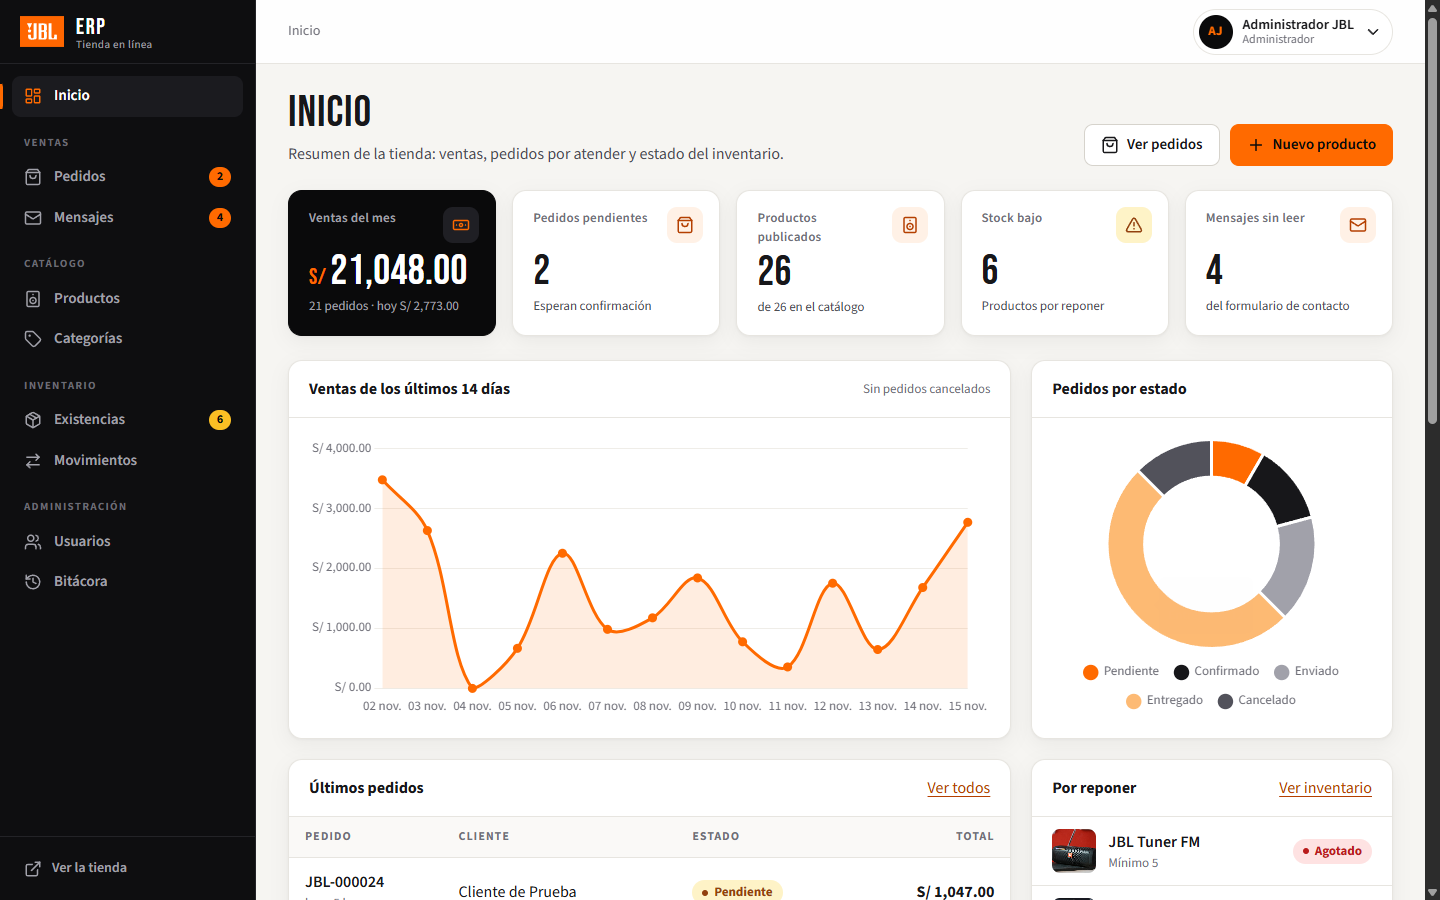 JBL
ERP
Tienda en línea
Inicio
VENTAS
Pedidos 2
Mensajes 4
CATÁLOGO
Productos
Categorías
INVENTARIO
Existencias 6
Movimientos
ADMINISTRACIÓN
Usuarios
Bitácora
Ver la tienda
Inicio
AJ
Administrador JBL
Administrador
INICIO
Resumen de la tienda: ventas, pedidos por atender y estado del inventario.
Ver pedidos
Nuevo producto
Ventas del mes
S/ 21,048.00
21 pedidos · hoy S/ 2,773.00
Pedidos pendientes
2
Esperan confirmación
Productos
publicados
26
de 26 en el catálogo
Stock bajo
6
Productos por reponer
Mensajes sin leer
4
del formulario de contacto
Ventas de los últimos 14 días
Sin pedidos cancelados
S/ 4,000.00
S/ 3,000.00
S/ 2,000.00
S/ 1,000.00
S/ 0.00
02 nov. 03 nov. 04 nov. 05 nov. 06 nov. 07 nov. 08 nov. 09 nov. 10 nov. 11 nov. 12 nov. 13 nov. 14 nov. 15 nov.
Pedidos por estado
Pendiente Confirmado Enviado
Entregado Cancelado
Últimos pedidos
Ver todos
PEDIDO CLIENTE ESTADO TOTAL
JBL-000024
Cliente de Prueba
Pendiente
S/ 1,047.00
Por reponer
Ver inventario
JBL Tuner FM
Mínimo 5
Agotado